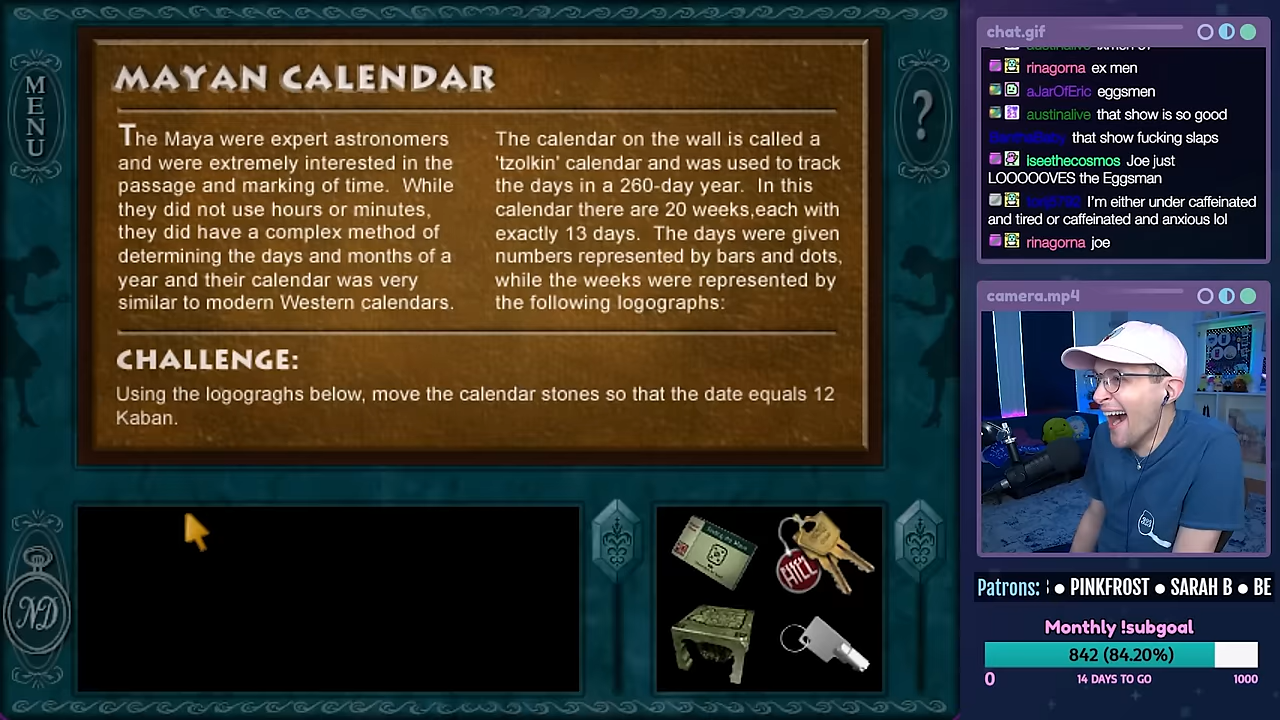 MENU
?
ND
MAYAN CALENDAR
The Maya were expert astronomers
and were extremely interested in the
passage and marking of time.  While
they did not use hours or minutes,
they did have a complex method of
determining the days and months of a
year and their calendar was very
similar to modern Western calendars.
The calendar on the wall is called a
'tzolkin' calendar and was used to track
the days in a 260-day year.  In this
calendar there are 20 weeks,each with
exactly 13 days.  The days were given
numbers represented by bars and dots,
while the weeks were represented by
the following logographs:
CHALLENGE:
Using the logograghs below, move the calendar stones so that the date equals 12
Kaban.
HILL
chat.gif
rinagorna ex men
aJarOfEric eggsmen
austinalive that show is so good
that show fucking slaps
iseethecosmos Joe just
LOOOOOVES the Eggsman
I'm either under caffeinated
and tired or caffeinated and anxious lol
rinagorna joe
camera.mp4
Patrons: ● PINKFROST ● SARAH B ● BE
Monthly !subgoal
842 (84.20%)
0 14 DAYS TO GO 1000